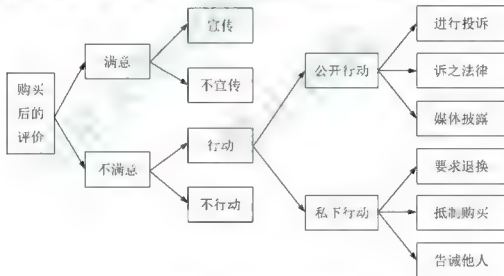 购买
后的
评价
满意
不满意
宣传
不宣传
行动
不行动
公开行动
私下行动
进行投诉
诉之法律
媒体披露
要求退换
抵制购买
告诫他人